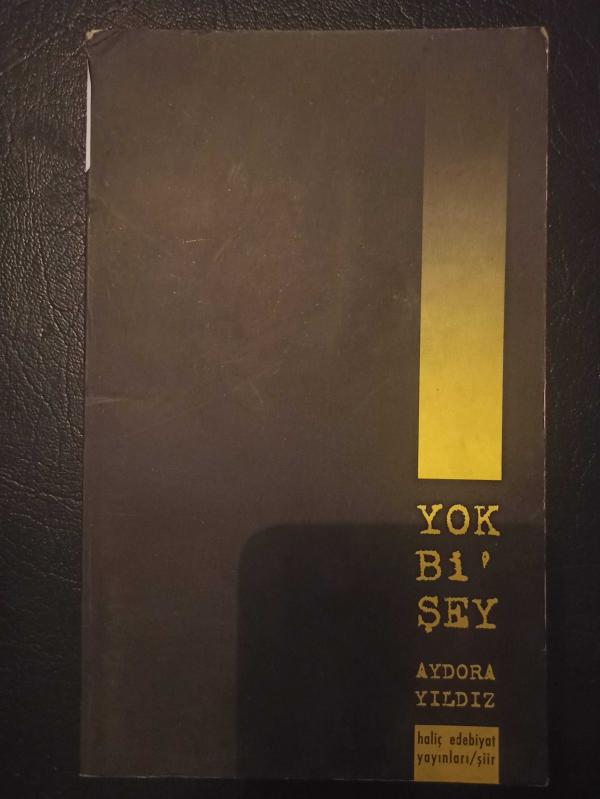 YOK
Bi'
ŞEY
AYDORA
YILDIZ
haliç edebiyat
yayınları/şiir